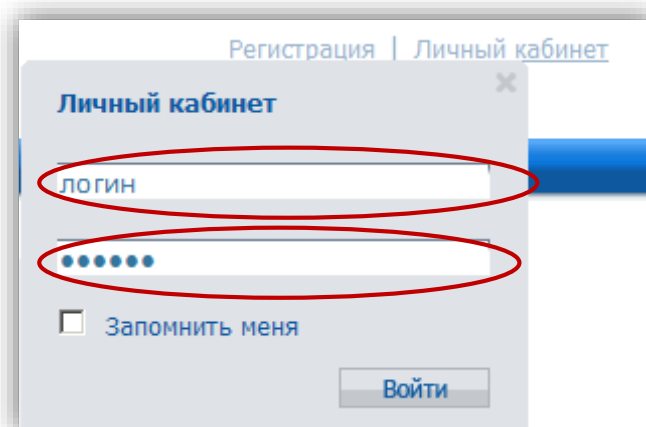 Регистрация | Личный кабинет
Личный кабинет
логин
••••••
Запомнить меня
Войти